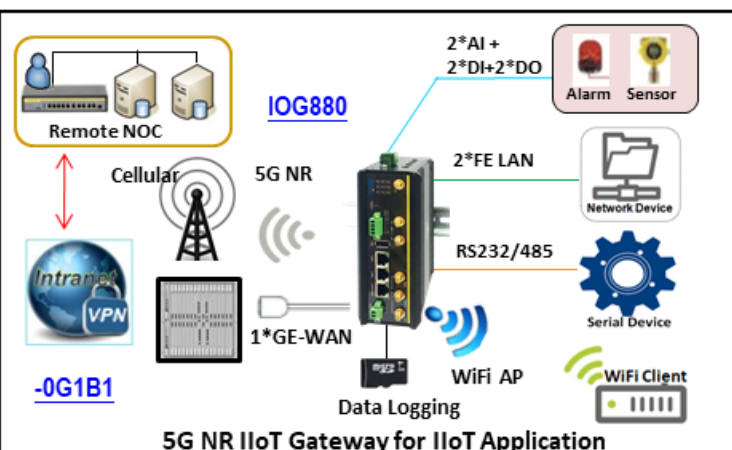 2*AI +
2*DI+2*DO
Alarm Sensor
Remote NOC
IOG880
Cellular
5G NR
2*FE LAN
Network Device
Intranet
VPN
RS232/485
Serial Device
1*GE-WAN
WiFi AP
WiFi Client
-0G1B1
Data Logging
5G NR IIoT Gateway for IIoT Application